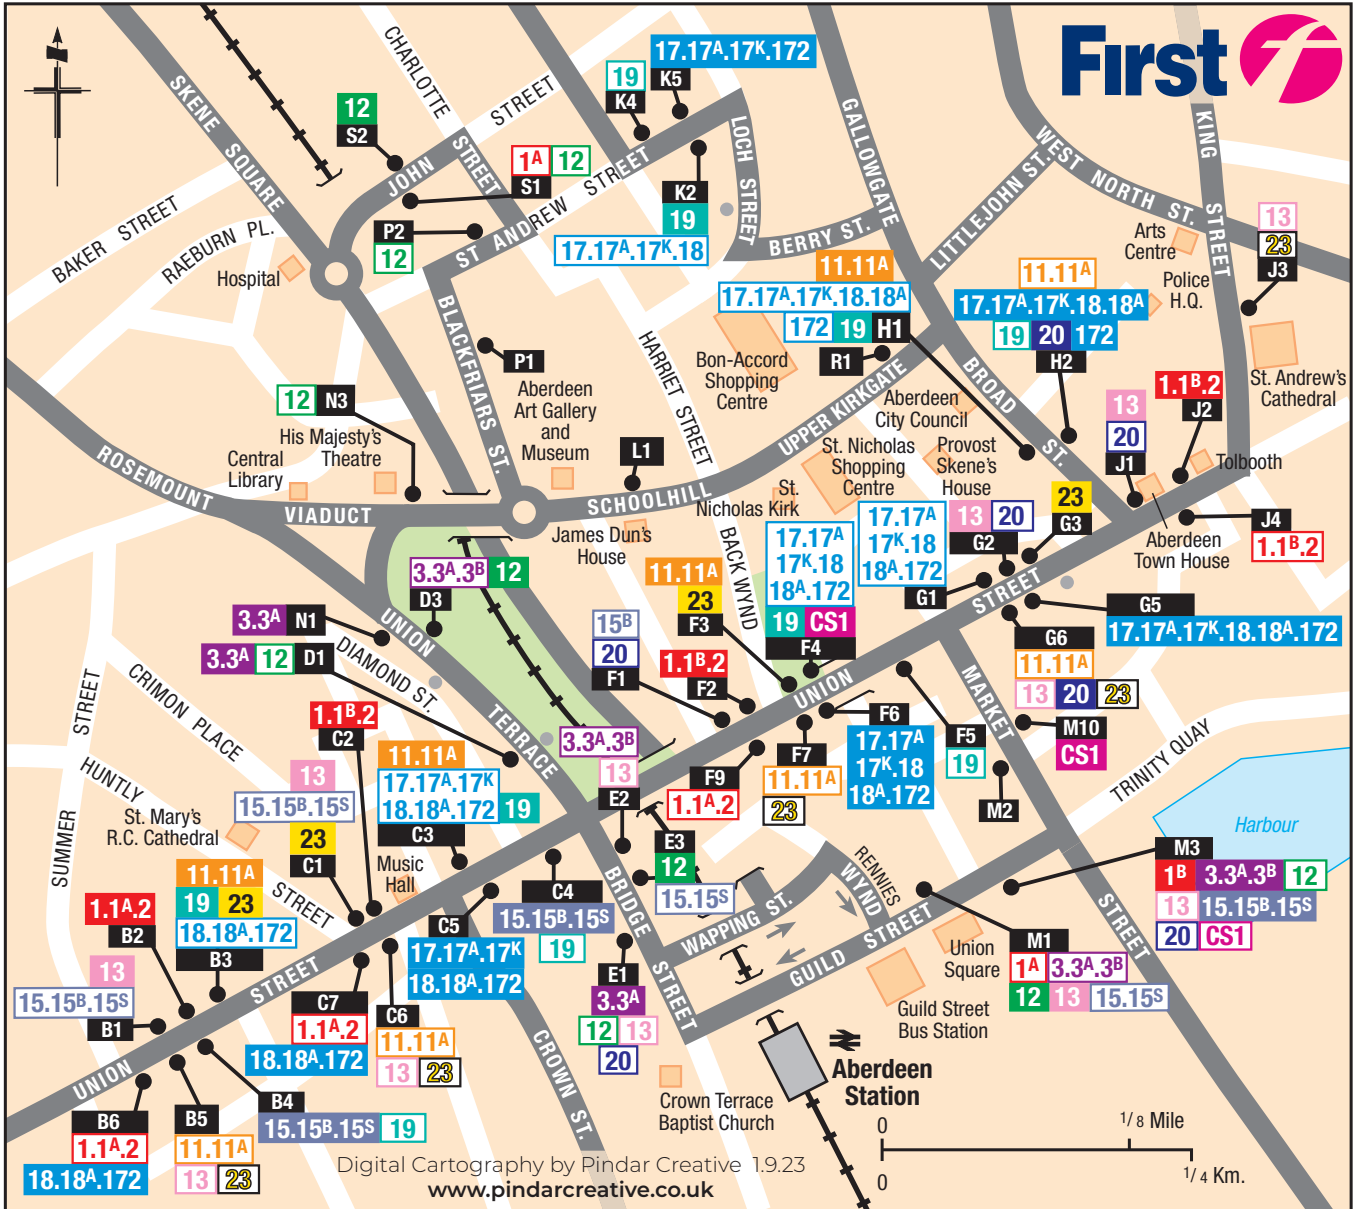 First
17.17A.17K.172
19
K5
K4
12
S2
CHARLOTTE
STREET
STREET
JOHN
1A
12
S1
SKENE SQUARE
BAKER STREET
RAEBURN PL.
Hospital
P2
12
ST ANDREW STREET
K2
19
17.17A.17K.18
LOCH STREET
GALLOWGATE
BERRY ST.
LITTLEJOHN ST.
WEST NORTH ST.
KING STREET
Arts
Centre
Police
H.Q.
13
23
J3
11.11A
17.17A.17K.18.18A
172
19
H1
R1
11.11A
17.17A.17K.18.18A
19
20
172
H2
BLACKFRIARS ST.
P1
HARRIET STREET
Bon-Accord
Shopping
Centre
BROAD ST.
UPPER KIRKGATE
St. Andrew's
Cathedral
Aberdeen
Art Gallery
and
Museum
Aberdeen
City Council
12
N3
His Majesty's
Theatre
Central
Library
13
20
J1
1.1B.2
J2
Tolbooth
L1
St. Nicholas
Shopping
Centre
Provost
Skene's
House
ROSEMOUNT
VIADUCT
SCHOOLHILL
St.
Nicholas Kirk
James Dun's
House
BACK WYND
17.17A
17K.18
18A.172
19
CS1
F4
17.17A
17K.18
18A.172
G1
13
20
G2
23
G3
J4
1.1B.2
Aberdeen
Town House
3.3A.3B
12
D3
11.11A
23
F3
15B
20
F1
1.1B.2
F2
STREET
G5
17.17A.17K.18.18A.172
G6
11.11A
13
20
23
3.3A
N1
3.3A
12
D1
UNION
TERRACE
DIAMOND ST.
CRIMON PLACE
SUMMER
STREET
HUNTLY
STREET
UNION
MARKET
STREET
M10
CS1
TRINITY QUAY
1.1B.2
C2
13
15.15B.15S
23
C1
11.11A
17.17A.17K
18.18A.172
19
C3
3.3A.3B
13
E2
F9
1.1A.2
F7
11.11A
23
F6
17.17A
17K.18
18A.172
F5
19
M2
St. Mary's
R.C. Cathedral
Music
Hall
E3
12
15.15S
RENNIES
WYND
Harbour
M3
1B
3.3A.3B
12
13
15.15B.15S
20
CS1
11.11A
19
23
18.18A.172
B3
1.1A.2
B2
13
15.15B.15S
B1
C5
17.17A.17K
18.18A.172
C4
15.15B.15S
19
BRIDGE
STREET
WAPPING ST.
GUILD STREET
Union
Square
Guild Street
Bus Station
M1
1A
3.3A.3B
12
13
15.15S
STREET
C7
1.1A.2
18.18A.172
C6
11.11A
13
23
E1
3.3A
12
13
20
CROWN ST.
UNION
B6
1.1A.2
18.18A.172
B5
11.11A
13
23
B4
15.15B.15S
19
Crown Terrace
Baptist Church
Aberdeen
Station
0
1/8 Mile
0
1/4 Km.
Digital Cartography by Pindar Creative 1.9.23
www.pindarcreative.co.uk